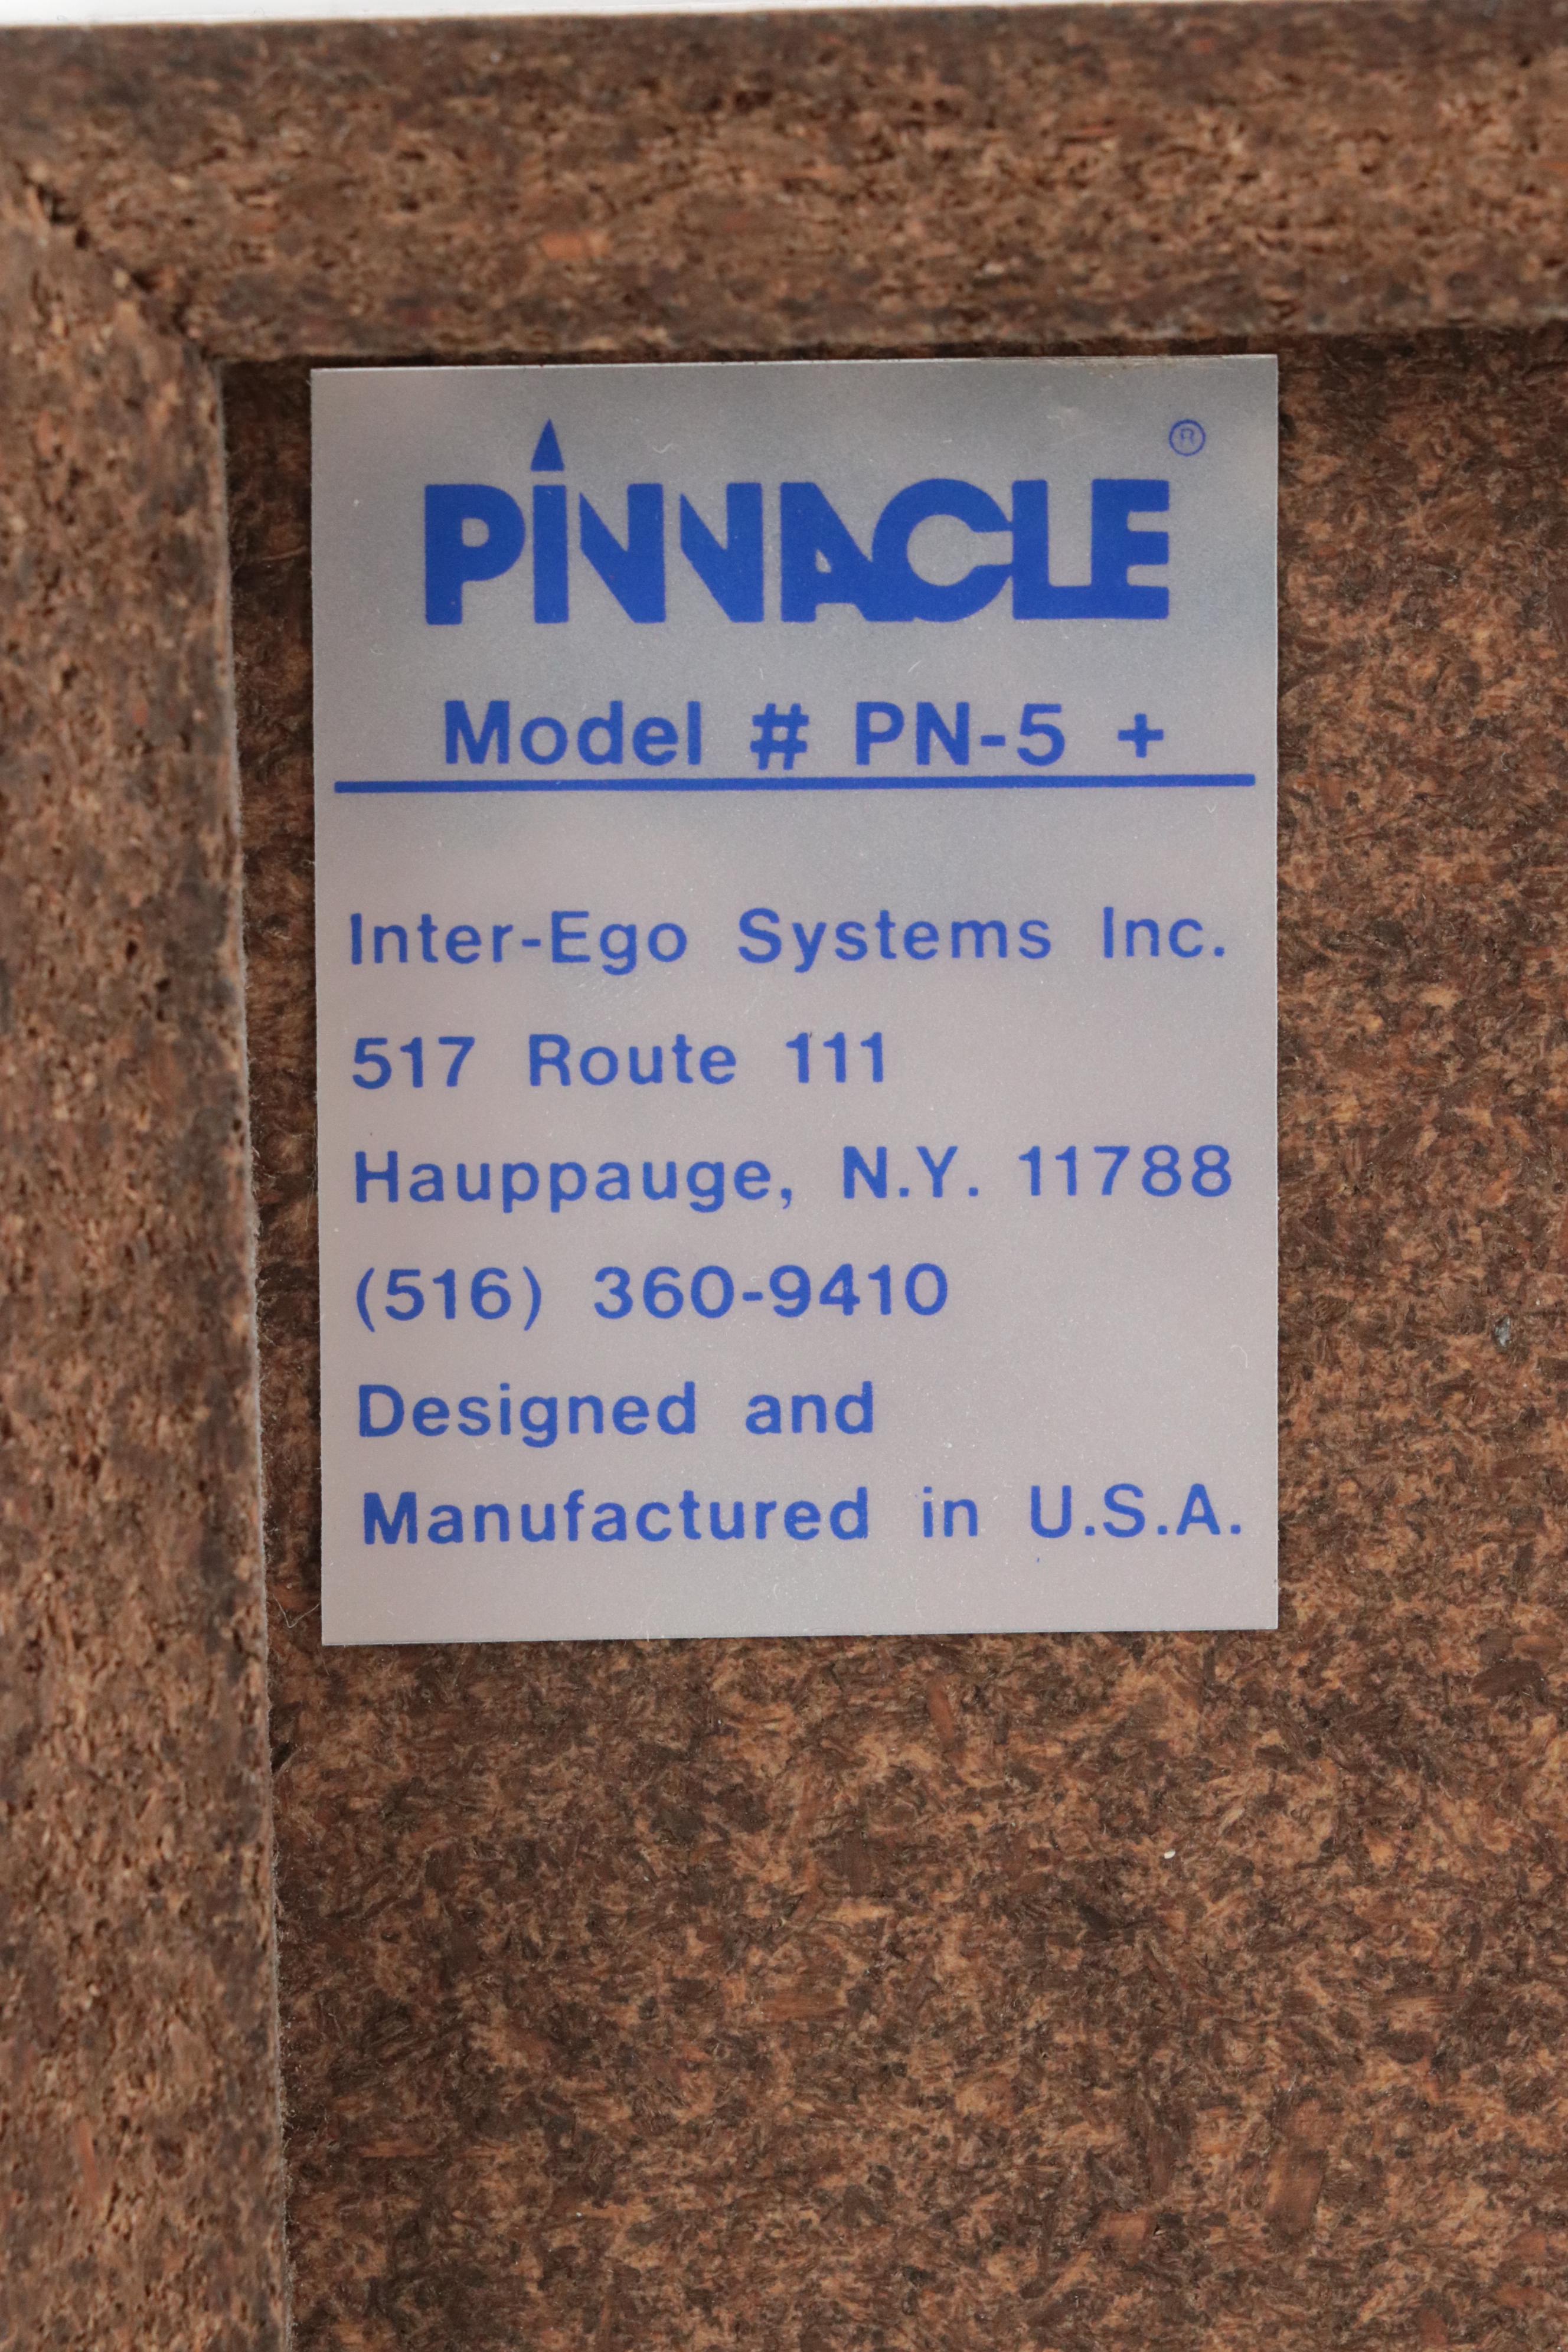 PiNNACLE ®
Model # PN-5 +
Inter-Ego Systems Inc.
517 Route 111
Hauppauge, N.Y. 11788
(516) 360-9410
Designed and
Manufactured in U.S.A.